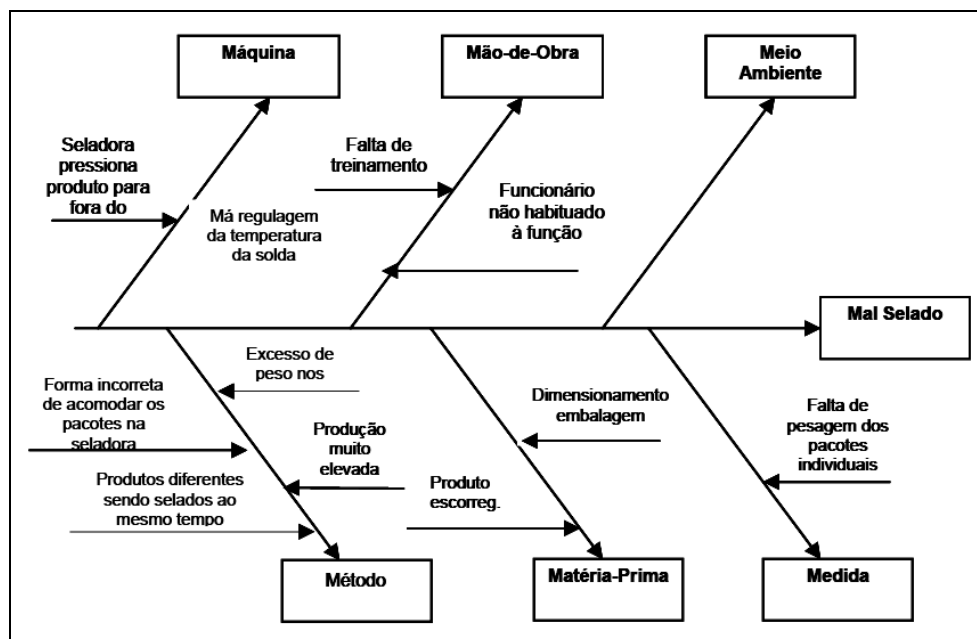 Máquina
Mão-de-Obra
Meio
Ambiente
Seladora
pressiona
produto para
fora do
Má regulagem
da temperatura
da solda
Falta de
treinamento
Funcionário
não habituado
à função
Mal Selado
Excesso de
peso nos
Forma incorreta
de acomodar os
pacotes na
seladora
Produção
muito
elevada
Produtos diferentes
sendo selados ao
mesmo tempo
Dimensionamento
embalagem
Produto
escorreg.
Falta de
pesagem dos
pacotes
individuais
Método
Matéria-Prima
Medida